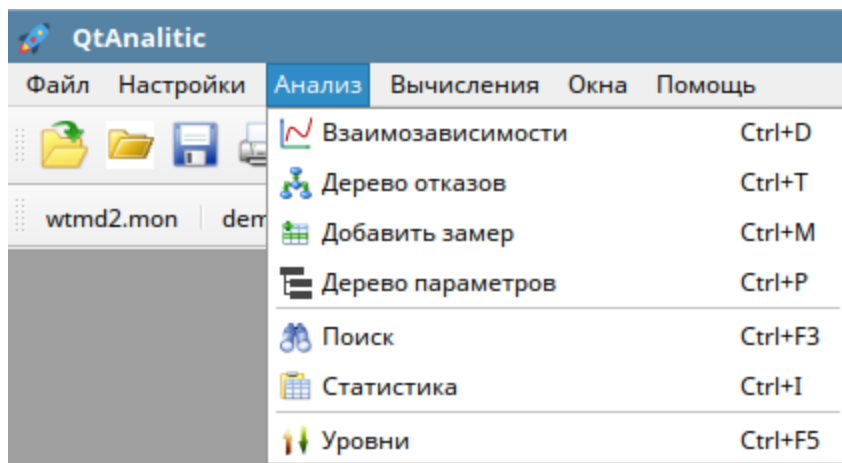 QtAnalitic
Файл Настройки Анализ Вычисления Окна Помощь
Взаимозависимости Ctrl+D
Дерево отказов Ctrl+T
wtmd2.mon dem
Добавить замер Ctrl+M
Дерево параметров Ctrl+P
Поиск Ctrl+F3
Статистика Ctrl+I
Уровни Ctrl+F5